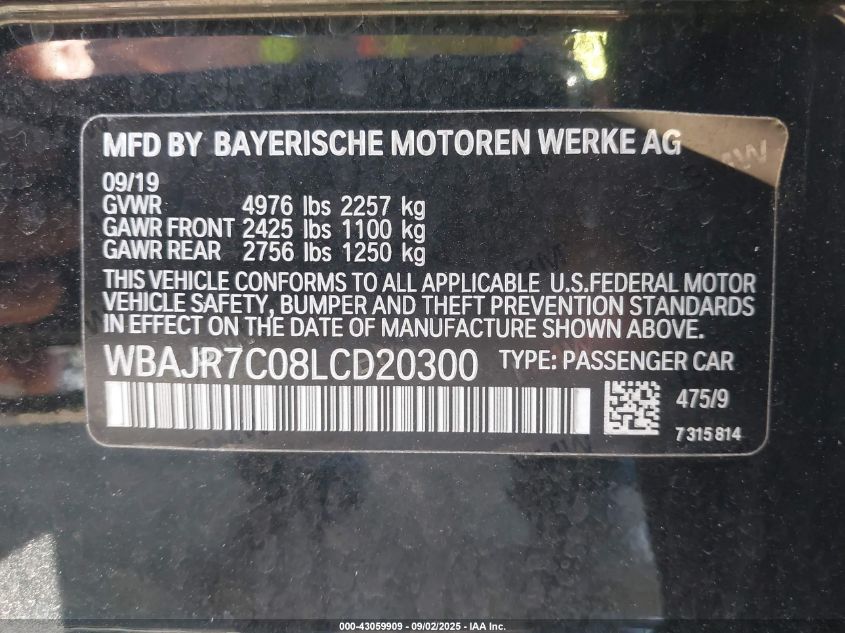 MFD BY BAYERISCHE MOTOREN WERKE AG
09/19
GVWR 4976 lbs 2257 kg
GAWR FRONT 2425 lbs 1100 kg
GAWR REAR 2756 lbs 1250 kg
THIS VEHICLE CONFORMS TO ALL APPLICABLE U.S.FEDERAL MOTOR
VEHICLE SAFETY, BUMPER AND THEFT PREVENTION STANDARDS
IN EFFECT ON THE DATE OF MANUFACTURE SHOWN ABOVE.
WBAJR7C08LCD20300 TYPE: PASSENGER CAR
475/9
7315814
000-43059909 - 09/02/2025 - IAA Inc.